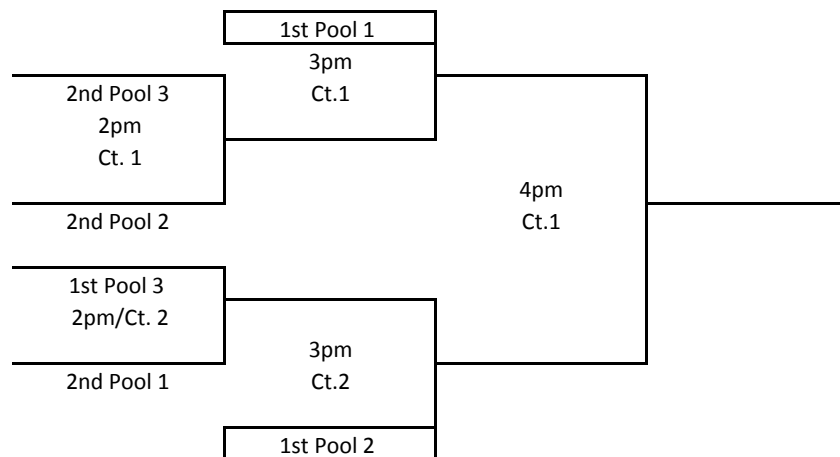 1st Pool 1
3pm
Ct.1
2nd Pool 3
2pm
Ct. 1
2nd Pool 2
4pm
Ct.1
1st Pool 3
2pm/Ct. 2
2nd Pool 1
3pm
Ct.2
1st Pool 2